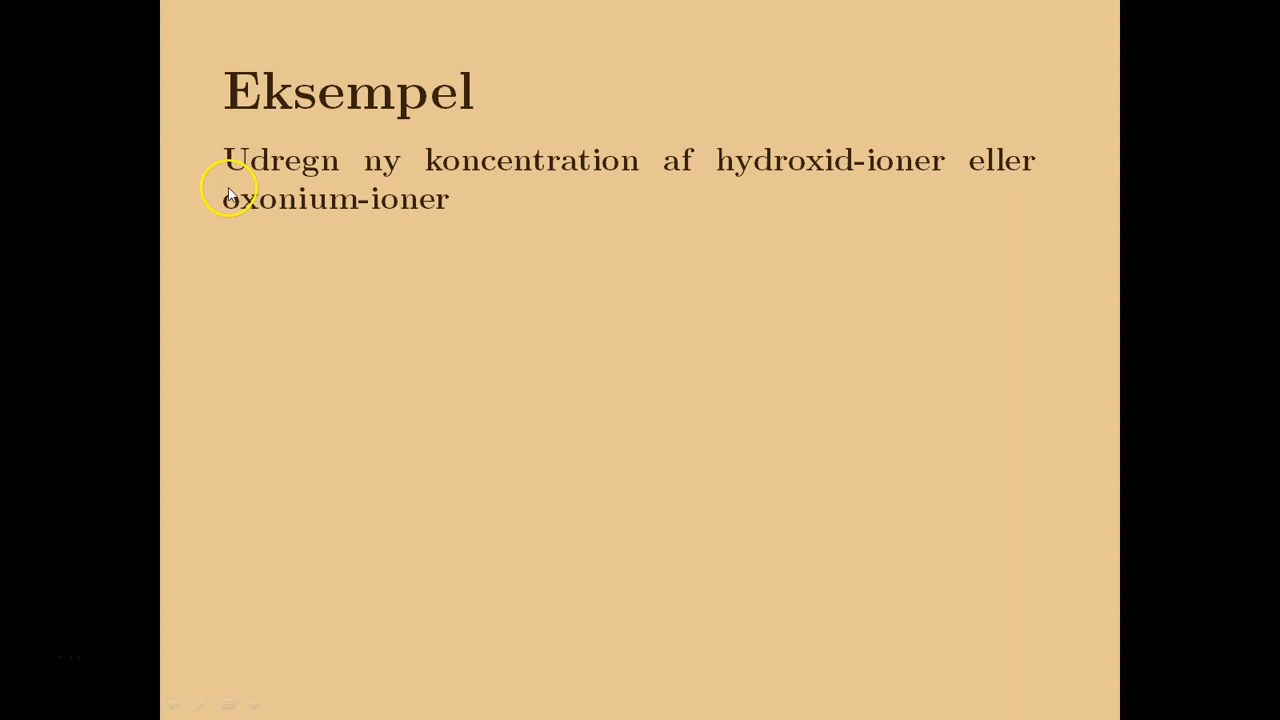 Eksempel
Udregn ny koncentration af hydroxid-ioner eller
oxonium-ioner